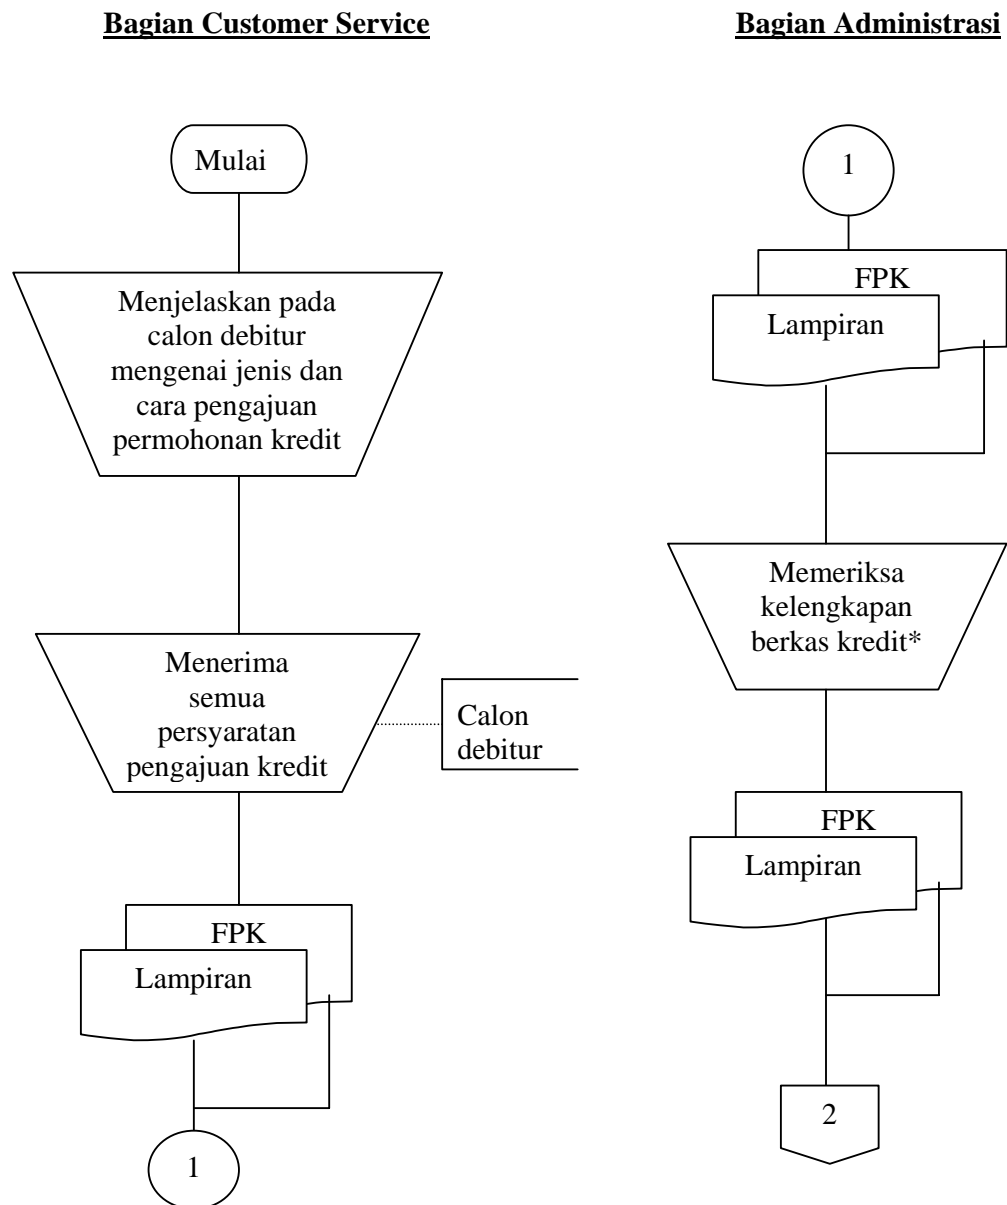 Bagian Customer Service
Mulai
Menjelaskan pada
calon debitur
mengenai jenis dan
cara pengajuan
permohonan kredit
Menerima
semua
persyaratan
pengajuan kredit
Calon
debitur
FPK
Lampiran
1
Bagian Administrasi
1
FPK
Lampiran
Memeriksa
kelengkapan
berkas kredit*
FPK
Lampiran
2